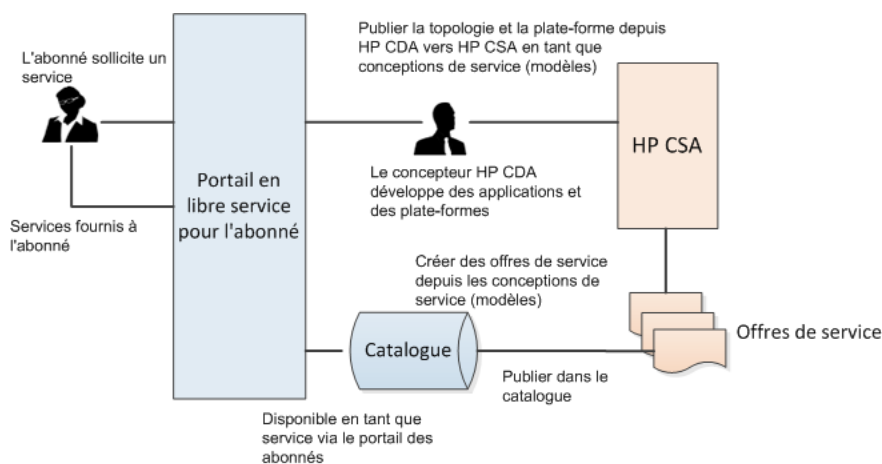 Publier la topologie et la plate-forme depuis
HP CDA vers HP CSA en tant que
conceptions de service (modèles)
L'abonné sollicite un
service
HP CSA
Portail en
libre service
pour l'abonné
Le concepteur HP CDA
développe des applications et
des plate-formes
Services fournis à
l'abonné
Créer des offres de service
depuis les conceptions de
service (modèles)
Offres de service
Catalogue
Publier dans le
catalogue
Disponible en tant que
service via le portail des
abonnés